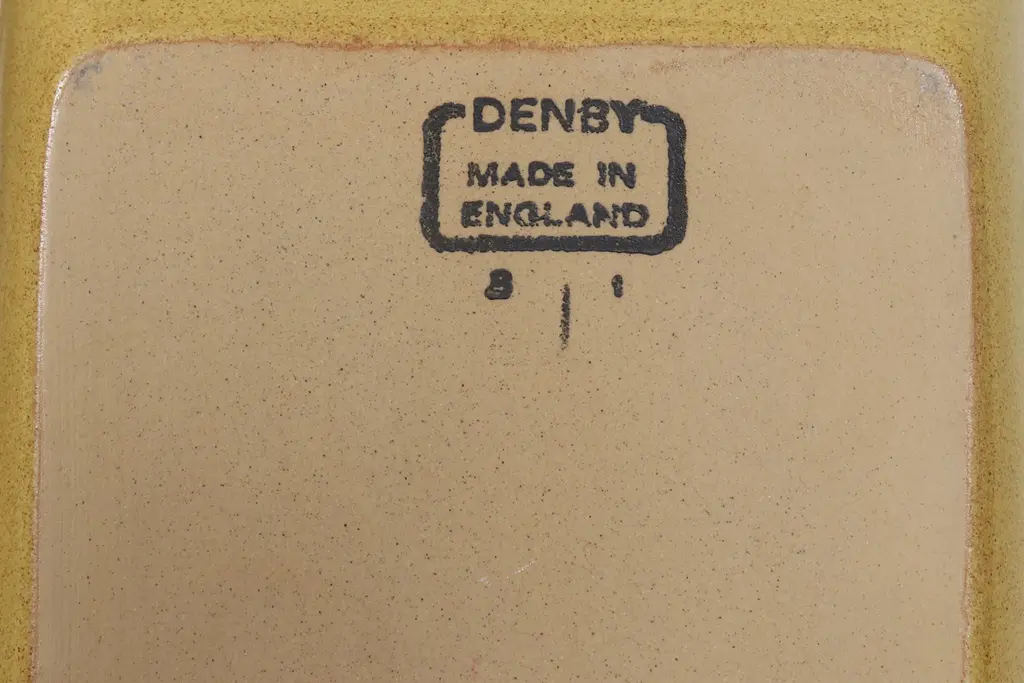 DENBY
MADE IN
ENGLAND
8 | 1